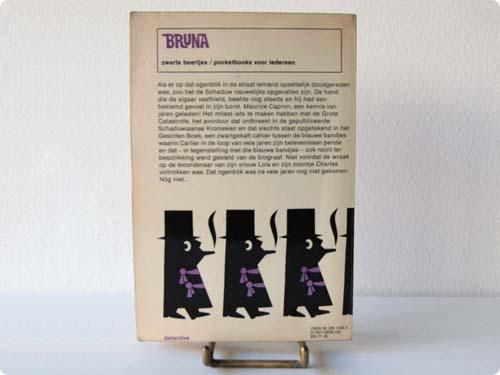 BRUNA
zwarte beertjes / pocketbooks voor iedereen
Als er op dat ogenblik in de straat iemand opzettelijk doodgereden
was, zou het de Schaduw nauwelijks opgevallen zijn. De hand
die de sigaar vasthield, beefde nog steeds en hij had een
beklemd gevoel in zijn borst. Maurice Capron, een kennis van
jaren geleden! Het móest iets te maken hebben met de Grote
Catastrofe, het avontuur dat ontbreekt in de gepubliceerde
Schaduwiaanse Kronieken en dat slechts staat opgetekend in het
Gesloten Boek, een zwartgekaft cahier tussen de blauwe bandjes
waarin Carlier in de loop van vele jaren zijn belevenissen pende
en dat – in tegenstelling met die blauwe bandjes – ook nooit ter
beschikking werd gesteld van de biograaf. Niet voordat de wraak
op de moordenaar van zijn vrouw Lola en zijn zoontje Charles
voltrokken was. Dat ogenblik was na vele jaren nog niet gekomen.
Nòg niet...
detective